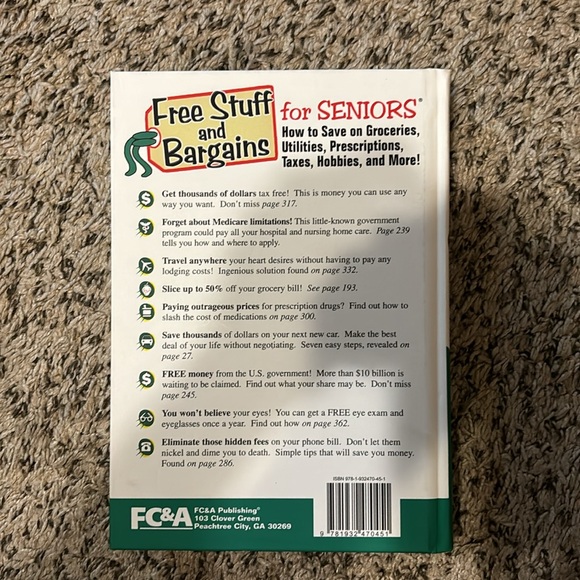 Free Stuff and Bargains for SENIORS®
How to Save on Groceries,
Utilities, Prescriptions,
Taxes, Hobbies, and More!
$ Get thousands of dollars tax free! This is money you can use any
way you want. Don't miss page 317.
Forget about Medicare limitations! This little-known government
program could pay all your hospital and nursing home care. Page 239
tells you how and where to apply.
Travel anywhere your heart desires without having to pay any
lodging costs! Ingenious solution found on page 332.
Slice up to 50% off your grocery bill! See page 193.
Paying outrageous prices for prescription drugs? Find out how to
slash the cost of medications on page 300.
Save thousands of dollars on your next new car. Make the best
deal of your life without negotiating. Seven easy steps, revealed on
page 27.
$ FREE money from the U.S. government! More than $10 billion is
waiting to be claimed. Find out what your share may be. Don't miss
page 245.
You won't believe your eyes! You can get a FREE eye exam and
eyeglasses once a year. Find out how on page 362.
Eliminate those hidden fees on your phone bill. Don't let them
nickel and dime you to death. Simple tips that will save you money.
Found on page 286.
ISBN 978-1-932470-45-1
9 781932 470451
FC&A
FC&A Publishing®
103 Clover Green
Peachtree City, GA 30269